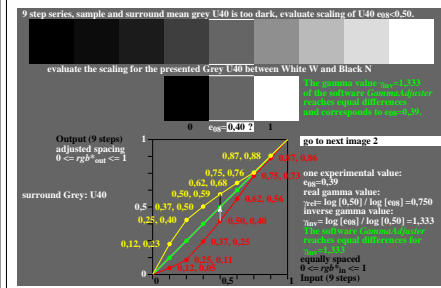 9 step series, sample and surround mean grey U40 is too dark, evaluate scaling of U40 e08<0,50.
evaluate the scaling for the presented Grey U40 between White W and Black N
The gamma value γinv=1,333
of the software GammaAdjuster
reaches equal differences
and corresponds to e08=0,39.
0 e08=0,40 ? 1
Output (9 steps)
adjusted spacing
0 <= rgb*out <= 1
surround Grey: U40
1
0,5
0
0,87, 0,88
0,75, 0,76
0,62, 0,68
0,50, 0,59
0,37, 0,50
0,25, 0,40
0,12, 0,23
0,87, 0,86
0,75, 0,73
0,62, 0,56
0,50, 0,40
0,37, 0,25
0,25, 0,11
0,12, 0,05
0,5 1
go to next image 2
one experimental value:
e08=0,39
real gamma value:
γrel= log [0,50] / log [e08] =0,750
inverse gamma value:
γinv= log [e08] / log [0,50] =1,333
The software GammaAdjuster
reaches equal differences for
γinv=1,333
equally spaced
0 <= rgb*in <= 1
Input (9 steps)